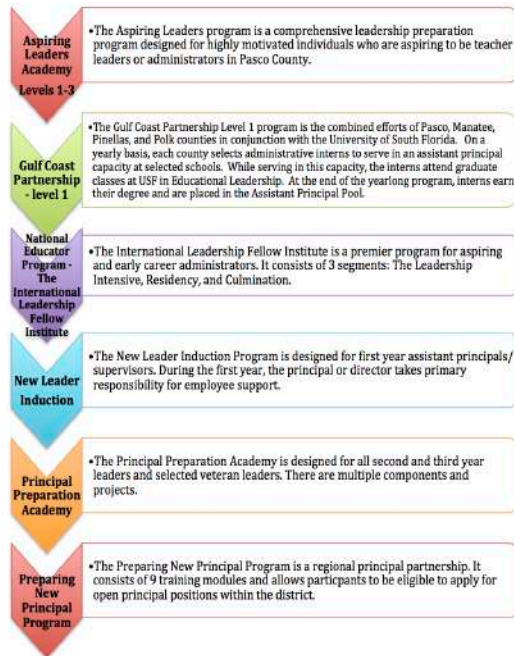 Aspiring
Leaders
Academy
Levels 1-3
•The Aspiring Leaders program is a comprehensive leadership preparation
program designed for highly motivated individuals who are aspiring to be teacher
leaders or administrators in Pasco County.
Gulf Coast
Partnership
- level 1
•The Gulf Coast Partnership Level 1 program is the combined efforts of Pasco, Manatee,
Pinellas, and Polk counties in conjunction with the University of South Florida. On a
yearly basis, each county selects administrative interns to serve in an assistant principal
capacity at selected schools. While serving in this capacity, the interns attend graduate
classes at USF in Educational Leadership. At the end of the yearlong program, interns earn
their degree and are placed in the Assistant Principal Pool.
National
Educator
Program -
The
International
Leadership
Fellow
Institute
•The International Leadership Fellow Institute is a premier program for aspiring
and early career administrators. It consists of 3 segments: The Leadership
Intensive, Residency, and Culmination.
New Leader
Induction
•The New Leader Induction Program is designed for first year assistant principals/
supervisors. During the first year, the principal or director takes primary
responsibility for employee support.
Principal
Preparation
Academy
•The Principal Preparation Academy is designed for all second and third year
leaders and selected veteran leaders. There are multiple components and
projects.
Preparing
New
Principal
Program
•The Preparing New Principal Program is a regional principal partnership. It
consists of 9 training modules and allows particpants to be eligible to apply for
open principal positions within the district.